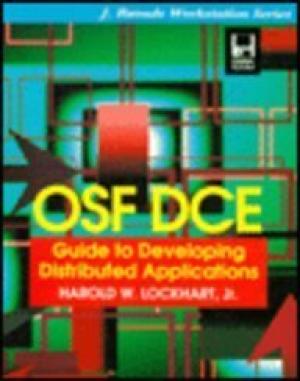 J. Ranade Workstation Series
OSF DCE
Guide to Developing
Distributed Applications
HAROLD W. LOCKHART, JR.